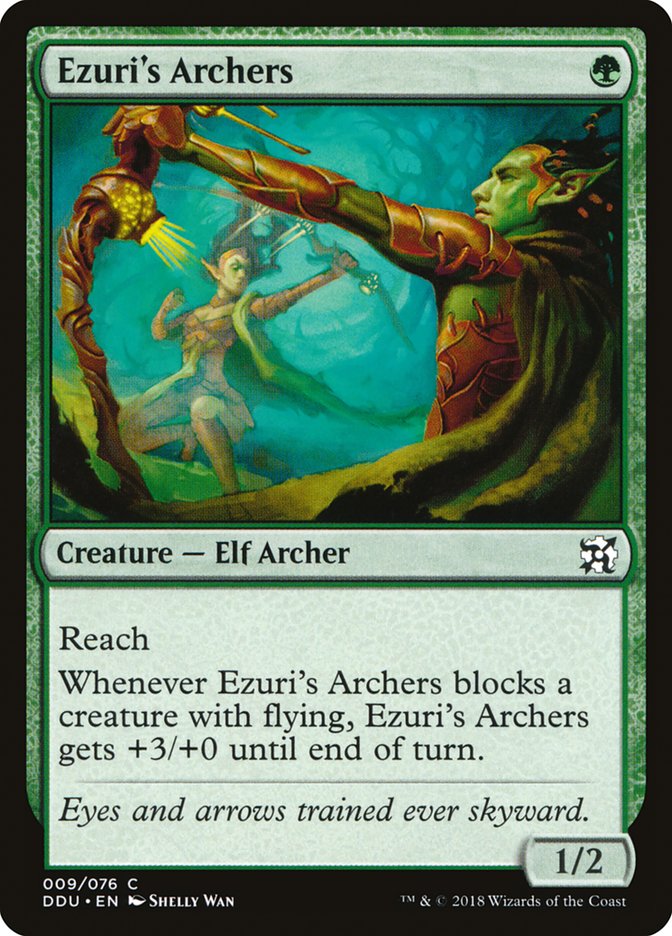 Ezuri's Archers
Creature — Elf Archer
Reach
Whenever Ezuri's Archers blocks a
creature with flying, Ezuri's Archers
gets +3/+0 until end of turn.
Eyes and arrows trained ever skyward.
1/2
009/076 C
DDU • EN Shelly Wan
™ & © 2018 Wizards of the Coast